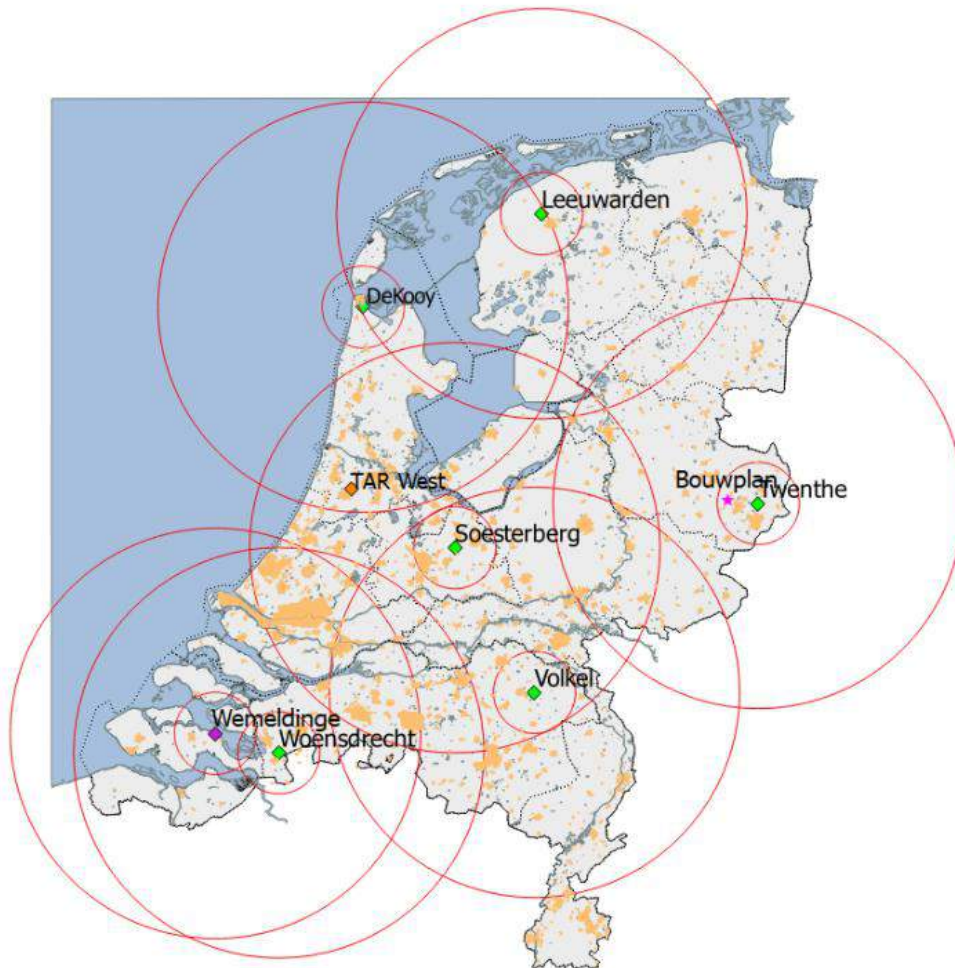 Leeuwarden
DeKooy
TAR West
Bouwplan
Twenthe
Soesterberg
Volkel
Wemeldinge
Woensdrecht